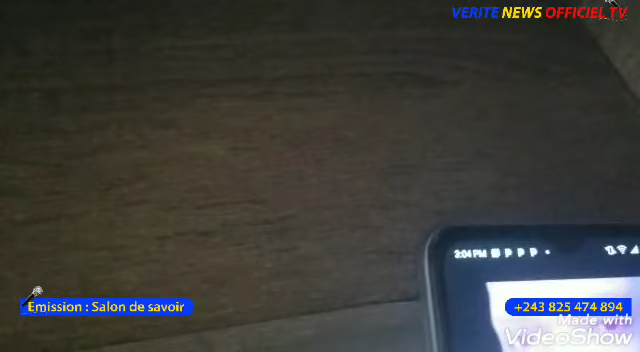 VERITE NEWS OFFICIEL TV
2:04 PM
Emission : Salon de savoir
+243 825 474 894
Made with
VideoShow